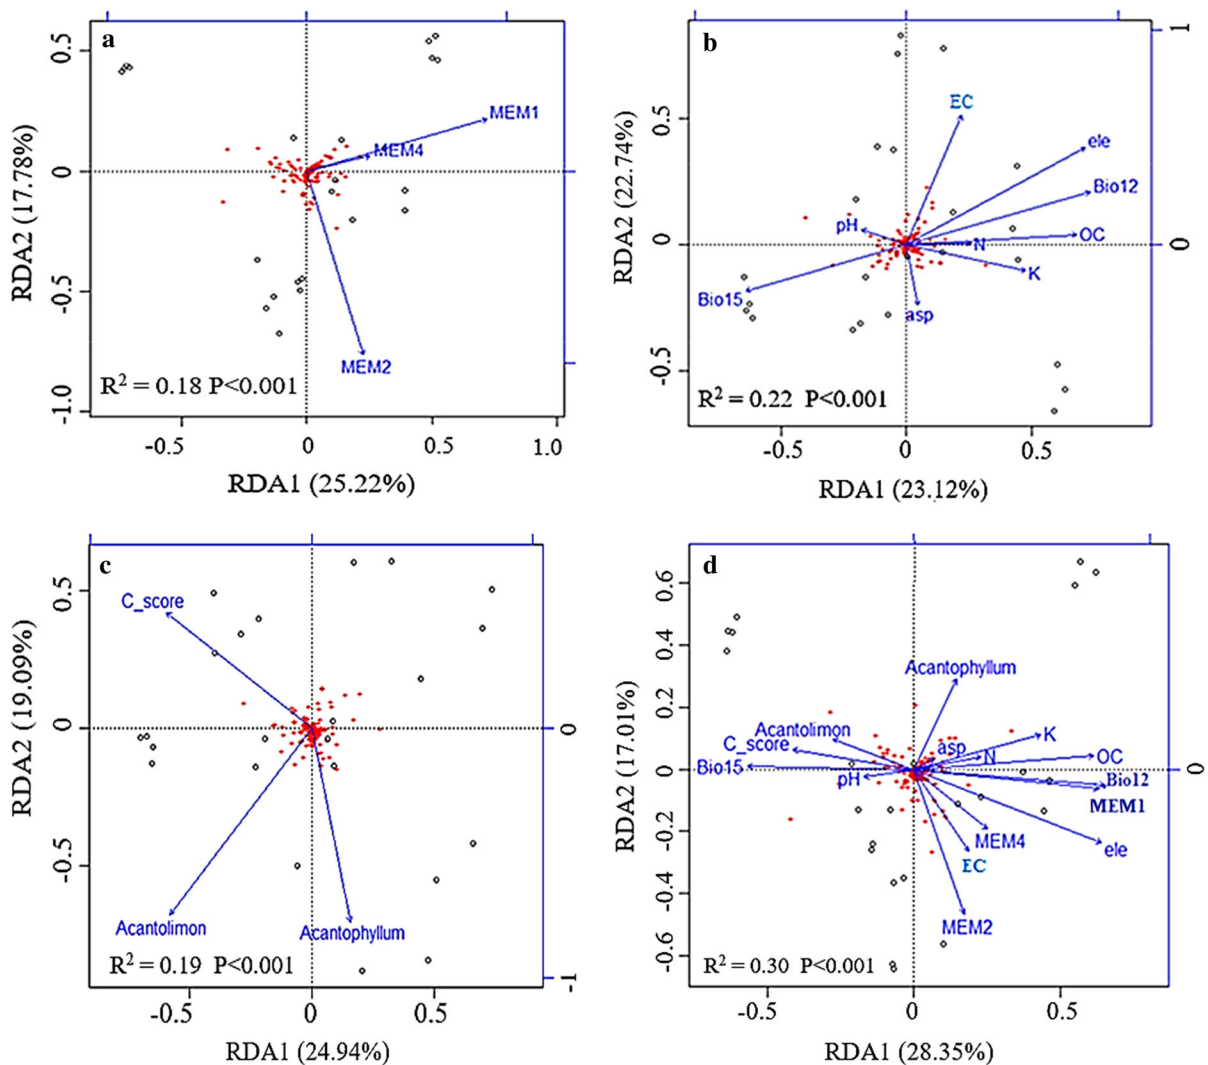 a
0.5
0
-0.5
-1.0
RDA2 (17.78%)
MEM1
MEM4
MEM2
R² = 0.18 P<0.001
-0.5
0
0.5
1.0
RDA1 (25.22%)
b
1
0
0.5
0
-0.5
RDA2 (22.74%)
EC
ele
Bio12
pH
OC
N
K
Bio15
asp
R² = 0.22 P<0.001
-0.5
0
0.5
RDA1 (23.12%)
c
0.5
0
-0.5
RDA2 (19.09%)
C_score
0
Acantolimon
Acantophyllum
R² = 0.19 P<0.001
-1
-0.5
0
0.5
RDA1 (24.94%)
d
0.6
0.4
0.2
0
-0.2
-0.4
-0.6
RDA2 (17.01%)
Acantophyllum
Acantolimon
K
C_score
asp
N
OC
Bio15
0
pH
Bio12
MEM1
MEM4
ele
EC
MEM2
R² = 0.30 P<0.001
-0.5
0
0.5
RDA1 (28.35%)